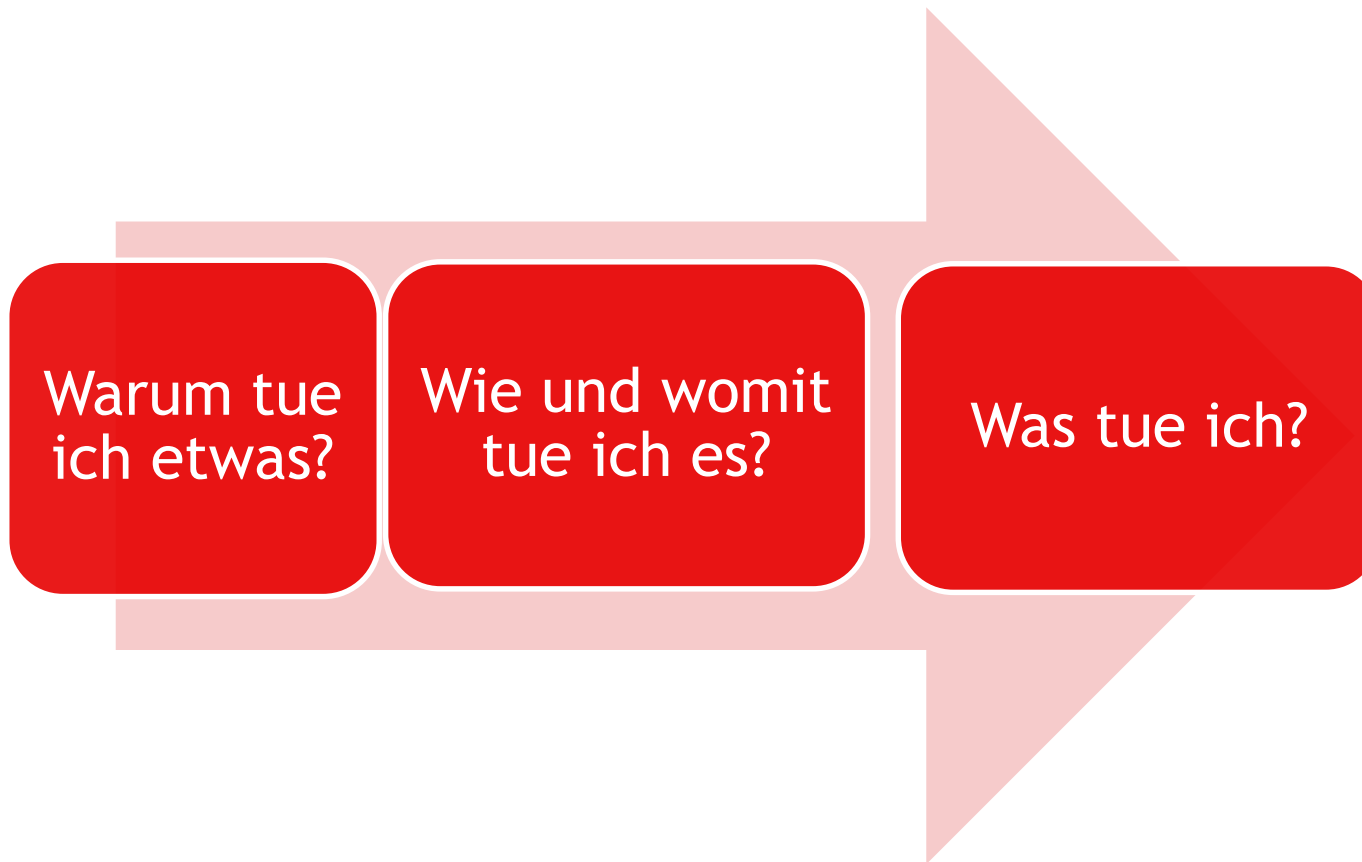 Warum tue
ich etwas?
Wie und womit
tue ich es?
Was tue ich?